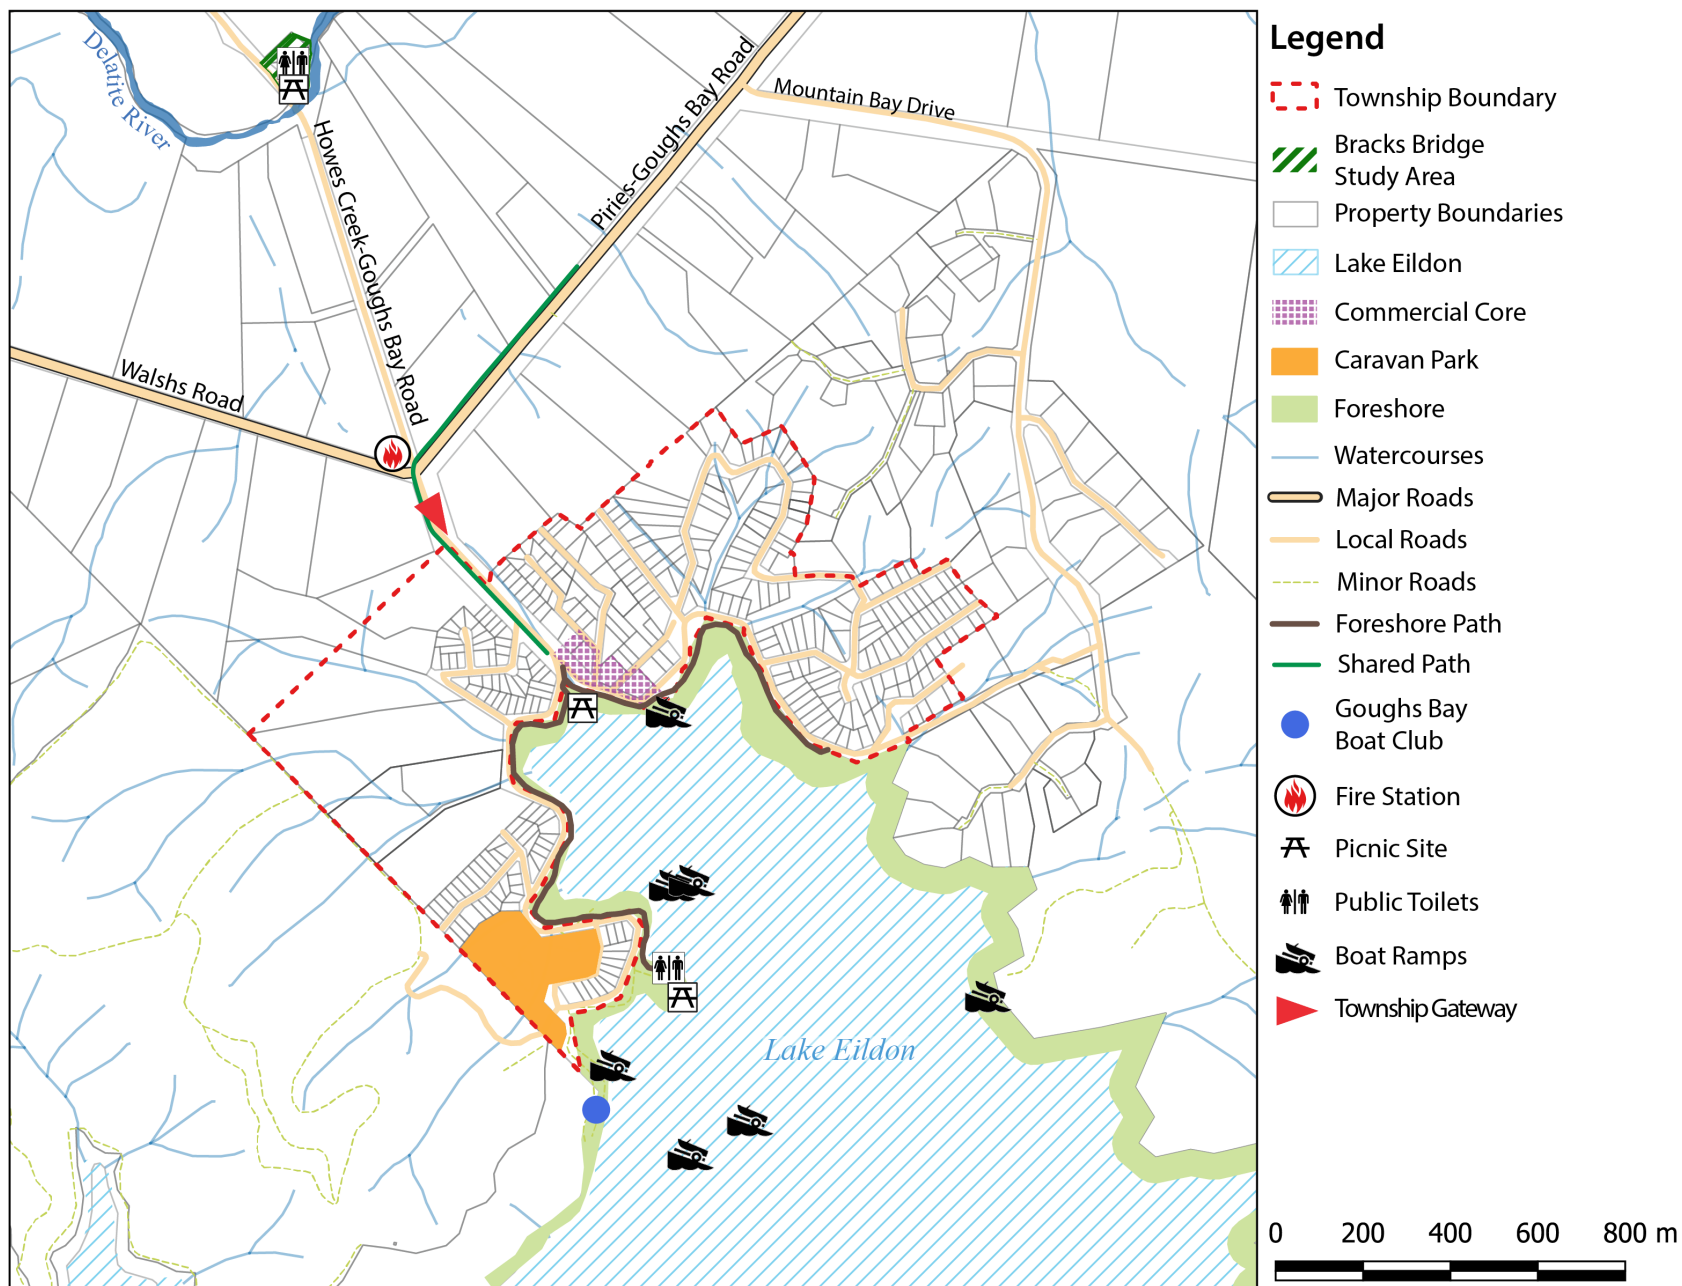 Delatite River
Howes Creek-Goughs Bay Road
Piries-Goughs Bay Road
Mountain Bay Drive
Walshs Road
Lake Eildon
Legend
Township Boundary
Bracks Bridge
Study Area
Property Boundaries
Lake Eildon
Commercial Core
Caravan Park
Foreshore
Watercourses
Major Roads
Local Roads
Minor Roads
Foreshore Path
Shared Path
Goughs Bay
Boat Club
Fire Station
Picnic Site
Public Toilets
Boat Ramps
Township Gateway
0 200 400 600 800 m